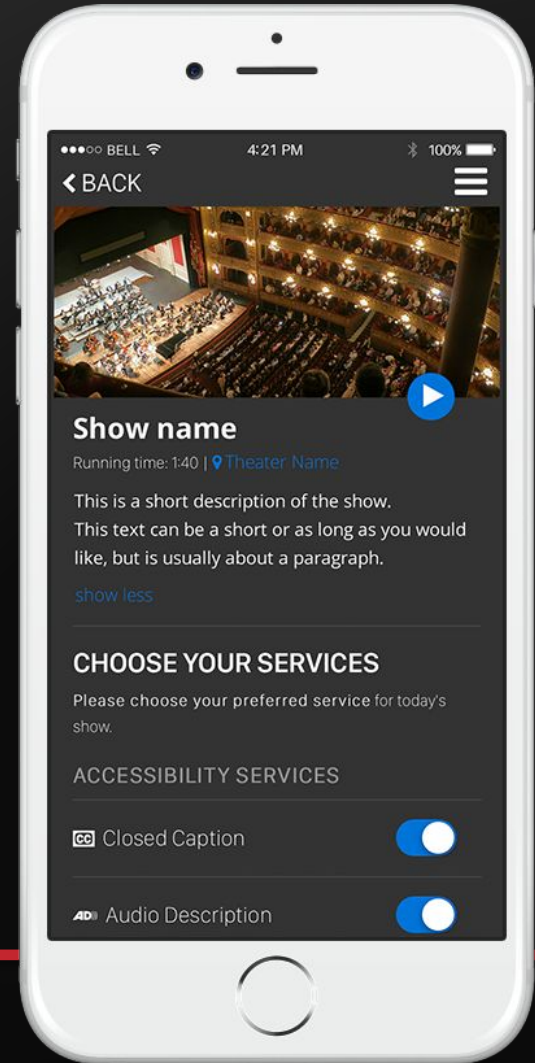 BELL 4:21 PM 100%
BACK
Show name
Running time: 1:40 | Theater Name
This is a short description of the show.
This text can be a short or as long as you would
like, but is usually about a paragraph.
show less
CHOOSE YOUR SERVICES
Please choose your preferred service for today's
show.
ACCESSIBILITY SERVICES
CC Closed Caption
AD Audio Description